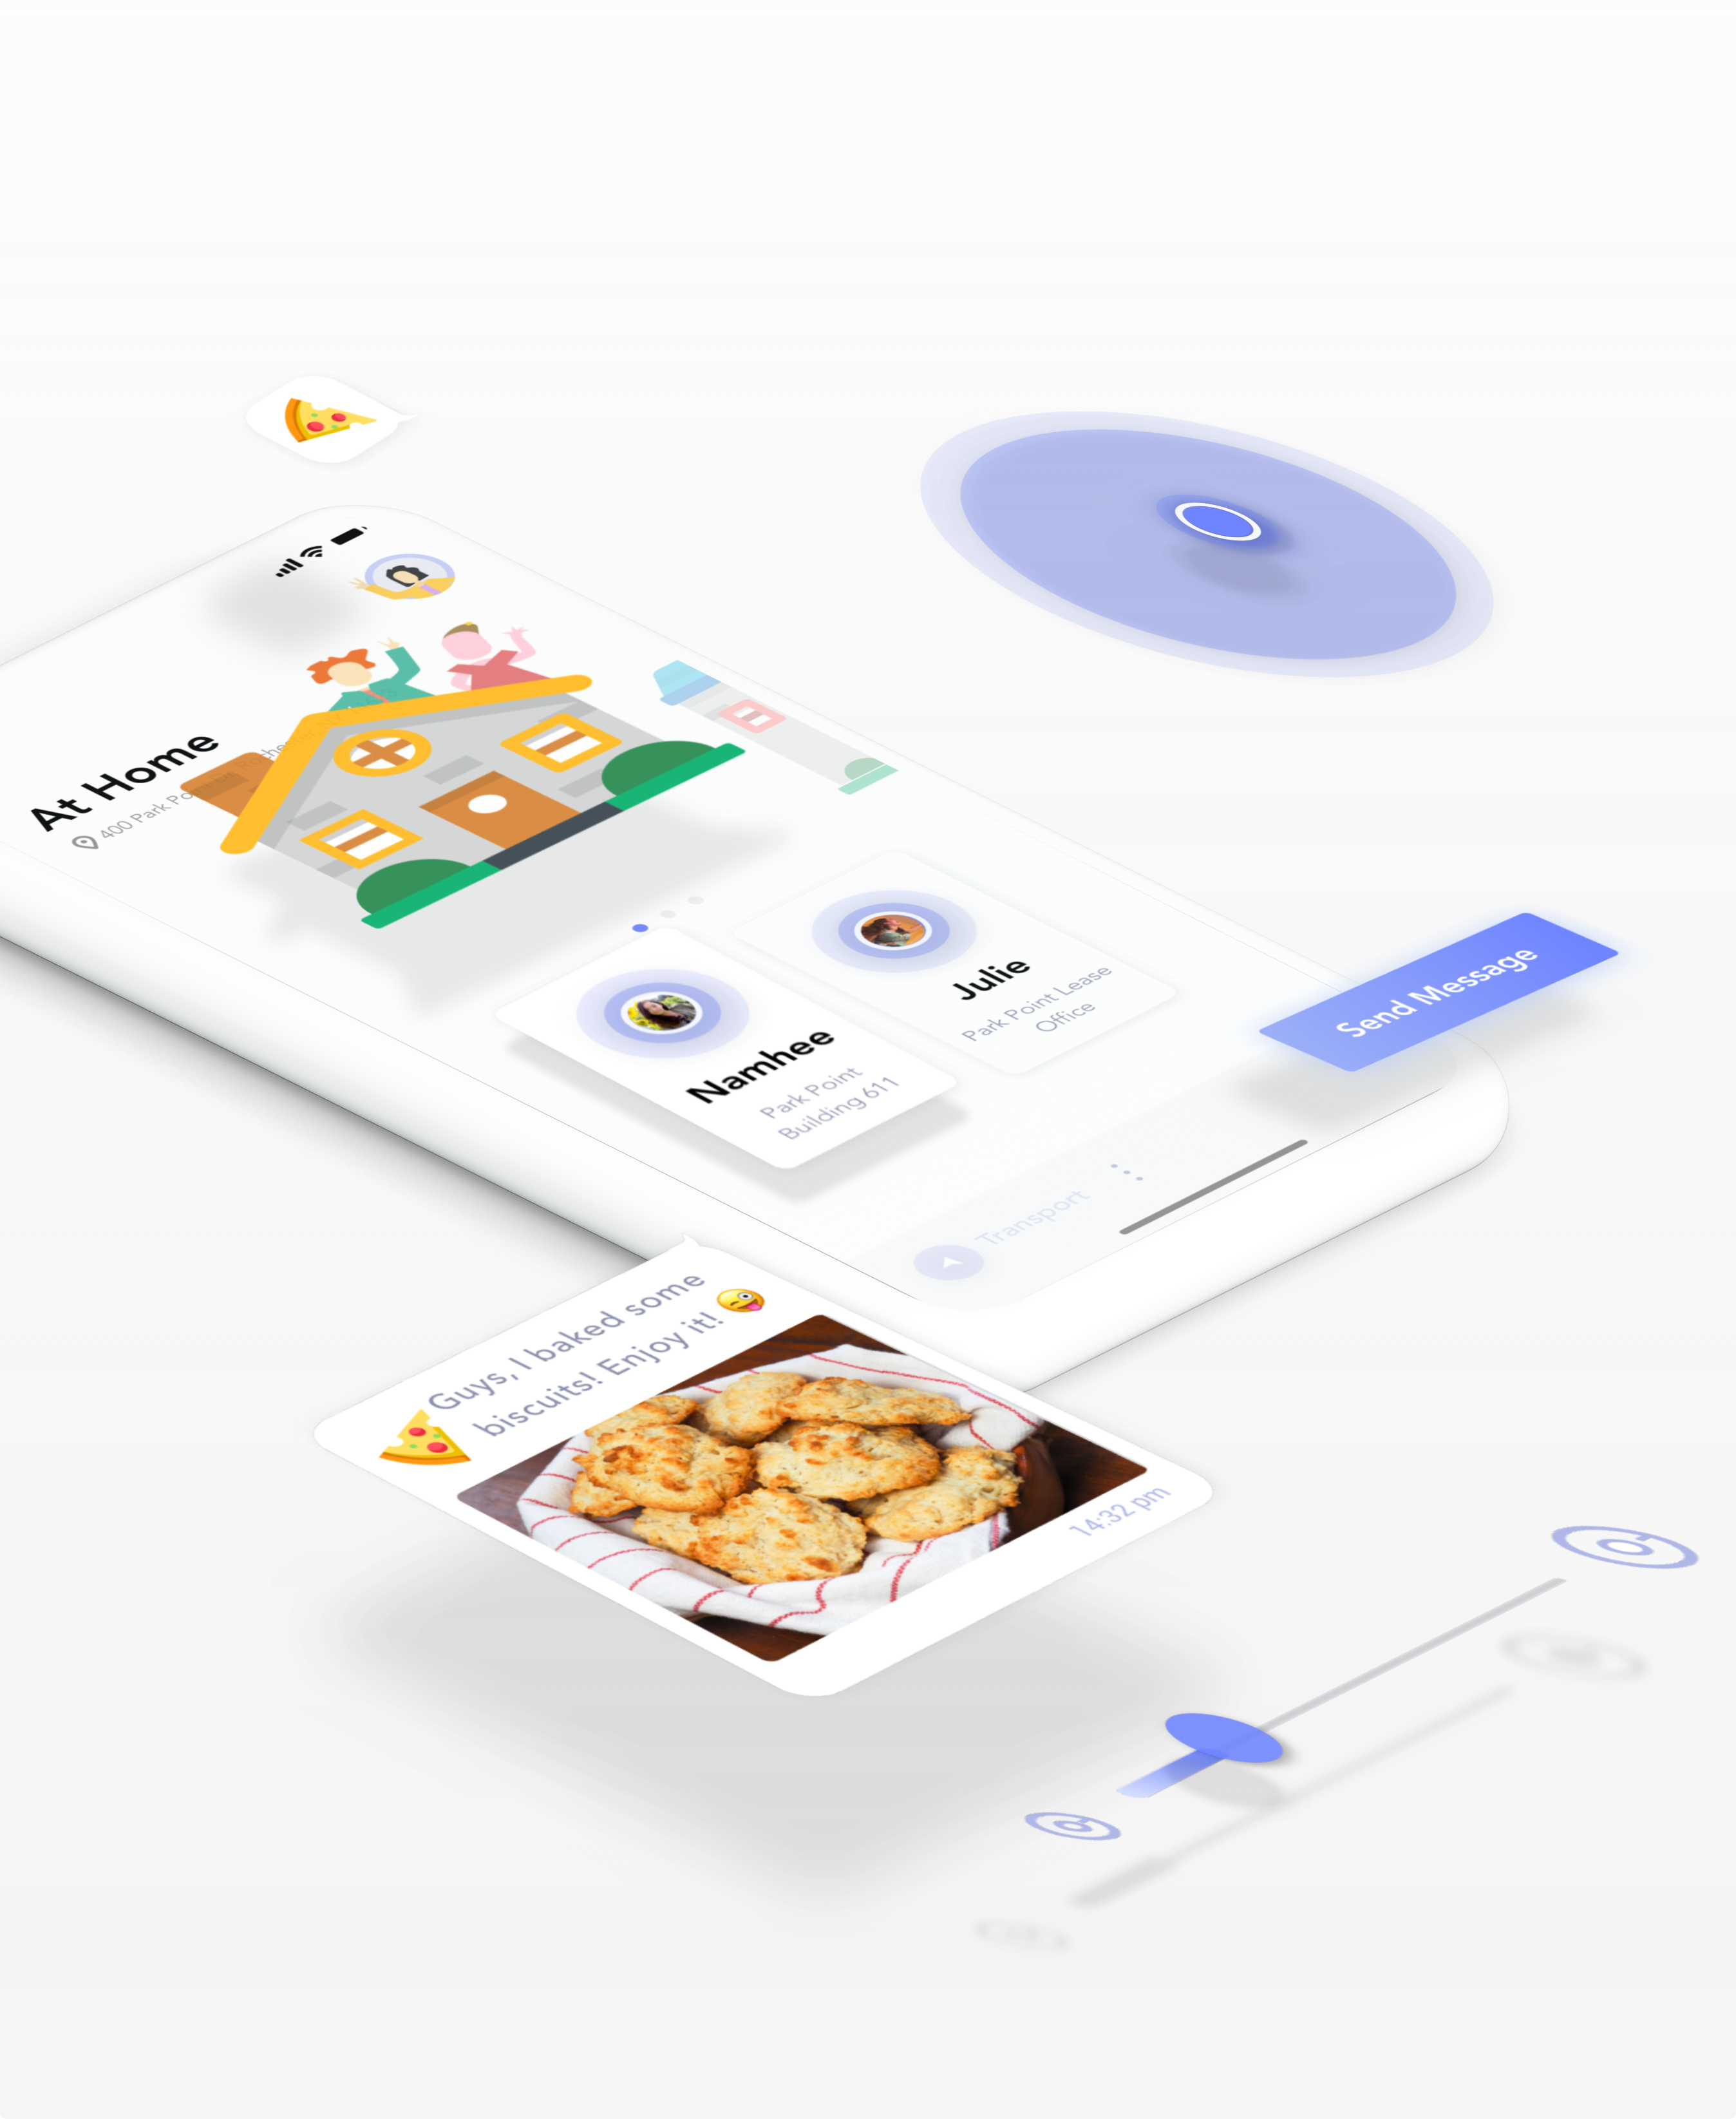 At Home
400 Park Po
Namhee
Park Point
Building 611
Julie
Park Point Lease
Office
Send Message
Transport
Guys, I baked some
biscuits! Enjoy it! 😜
14:32 pm